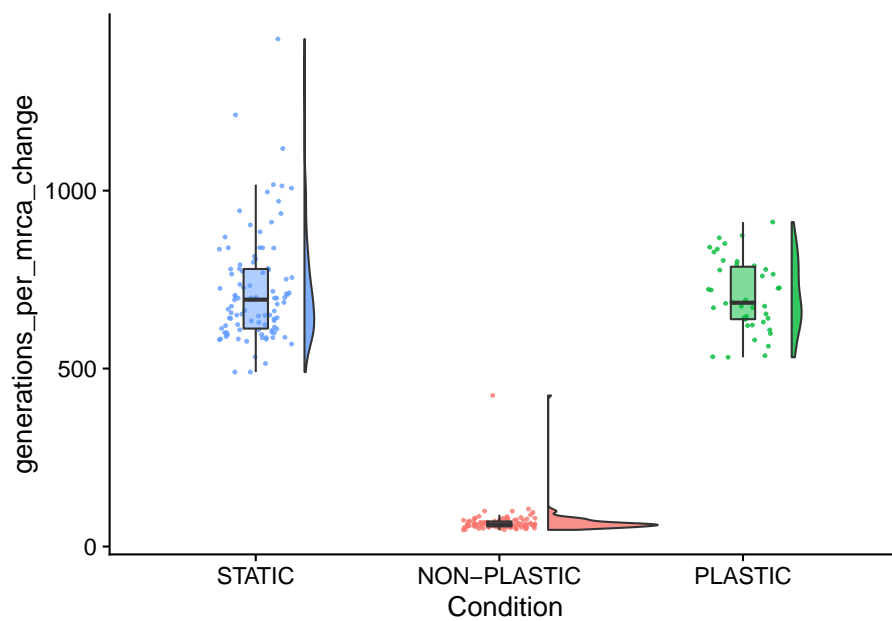 generations_per_mrca_change
1000
500
0
STATIC
NON−PLASTIC
PLASTIC
Condition